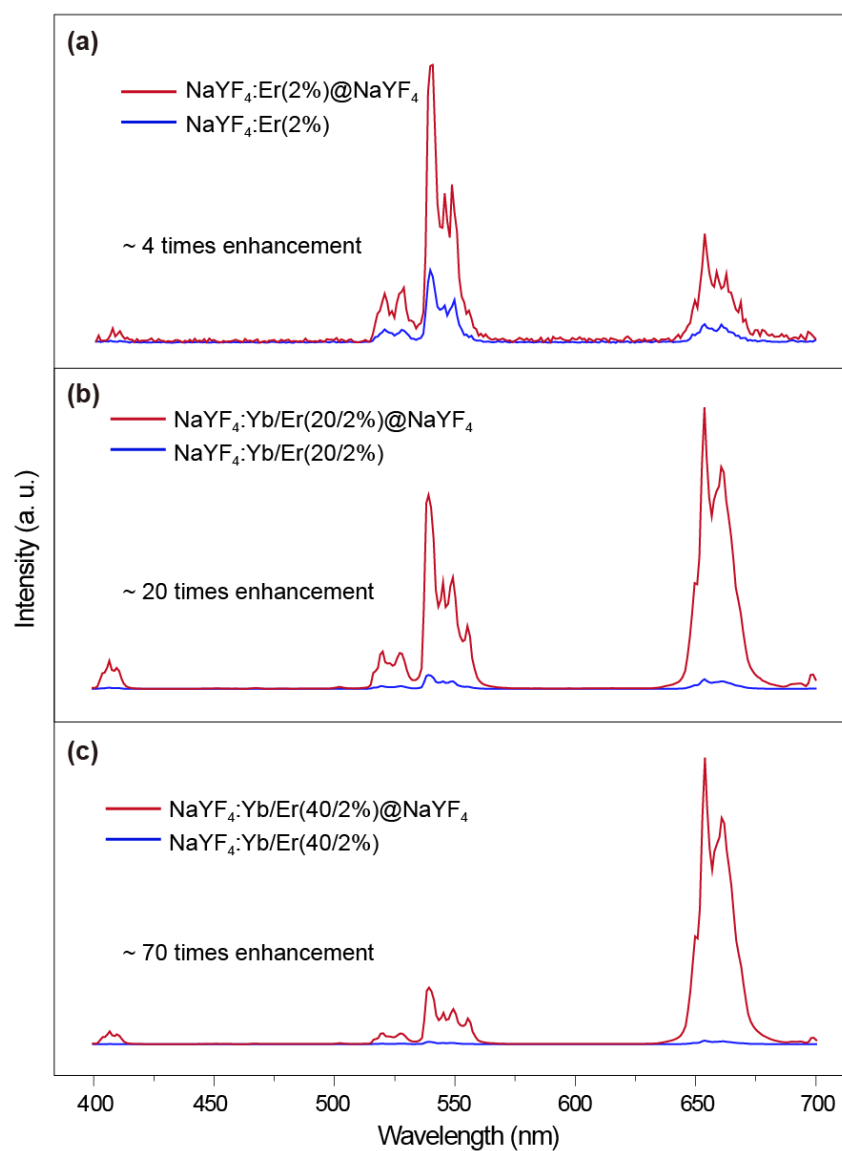 (a)
NaYF₄:Er(2%)@NaYF₄
NaYF₄:Er(2%)
~ 4 times enhancement
(b)
NaYF₄:Yb/Er(20/2%)@NaYF₄
NaYF₄:Yb/Er(20/2%)
~ 20 times enhancement
(c)
NaYF₄:Yb/Er(40/2%)@NaYF₄
NaYF₄:Yb/Er(40/2%)
~ 70 times enhancement
Intensity (a. u.)
400 450 500 550 600 650 700
Wavelength (nm)